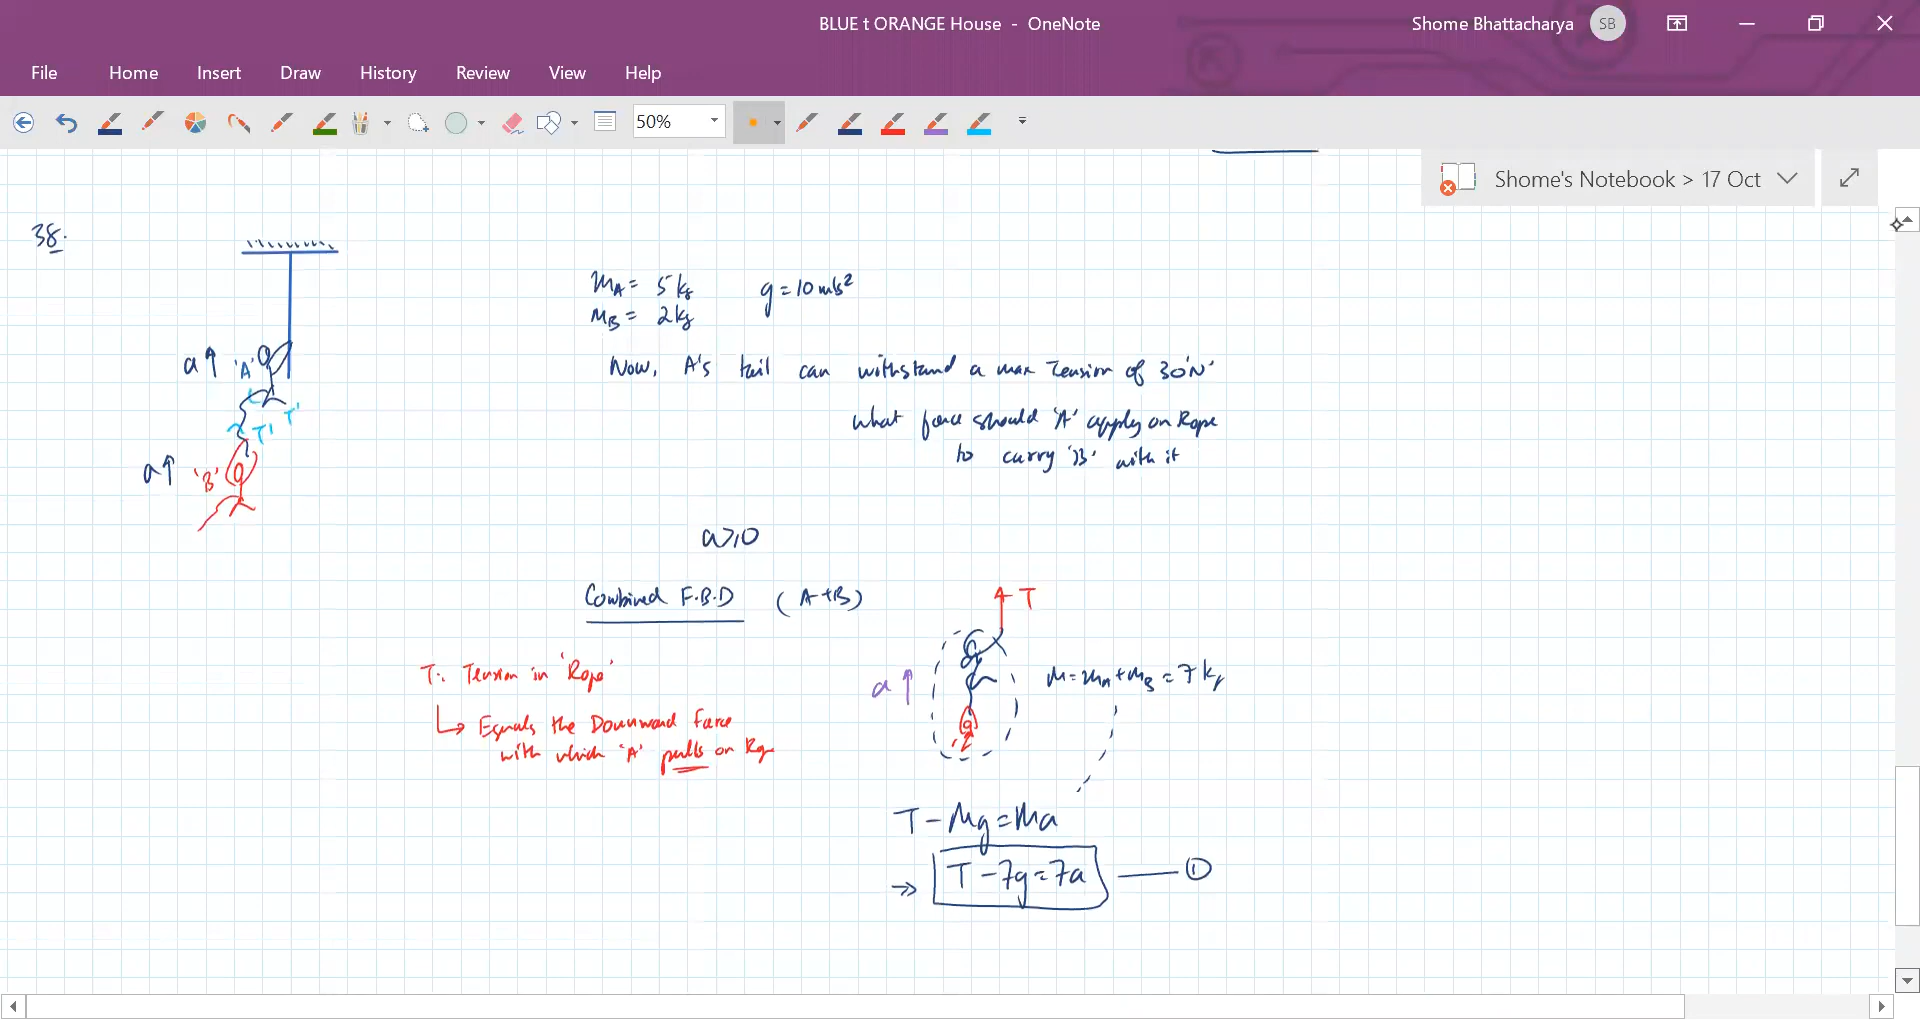 BLUE t ORANGE House - OneNote
Shome Bhattacharya
SB
File Home Insert Draw History Review View Help
50%
Shome's Notebook > 17 Oct
38.
mA = 5 kg
g = 10 m/s²
mB = 2 kg
Now, A's tail can withstand a max Tension of 30N.
What force should 'A' apply on Rope
to carry 'B' with it
a↑ 'A'
T'
T'
a↑ 'B'
a≥0
Combined F.B.D (A+B)
T
T: Tension in 'Rope'
↳ Equals the Downward force
with which 'A' pulls on Rope
a↑
M = mA + mB = 7 kg
T - Mg = Ma
⇒ T - 7g = 7a — ①